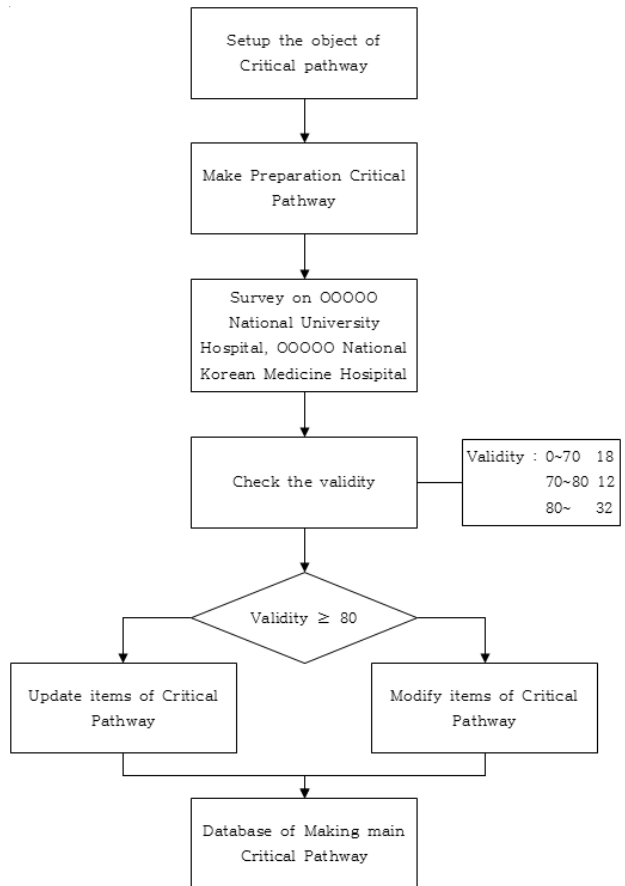 Setup the object of
Critical pathway
Make Preparation Critical
Pathway
Survey on OOOOO
National University
Hospital, OOOOO National
Korean Medicine Hosipital
Check the validity
Validity : 0~70 18
70~80 12
80~ 32
Validity ≥ 80
Update items of Critical
Pathway
Modify items of Critical
Pathway
Database of Making main
Critical Pathway